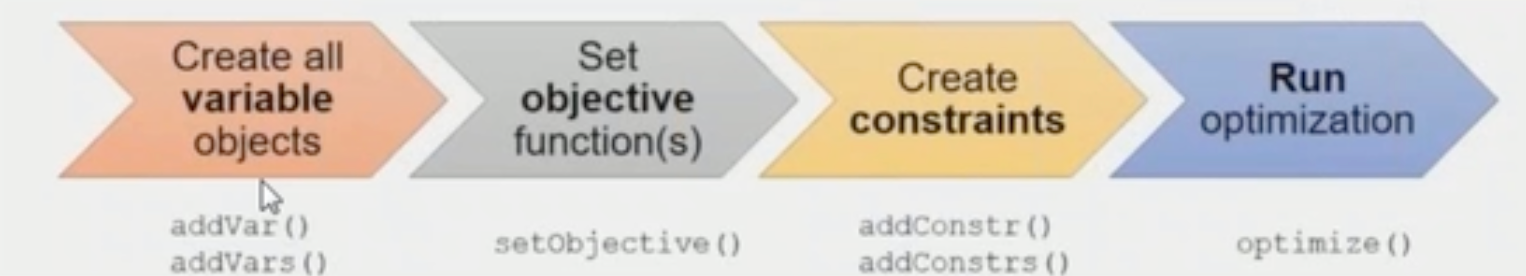 Create all
variable
objects
addVar()
addVars()
Set
objective
function(s)
setObjective()
Create
constraints
addConstr()
addConstrs()
Run
optimization
optimize()